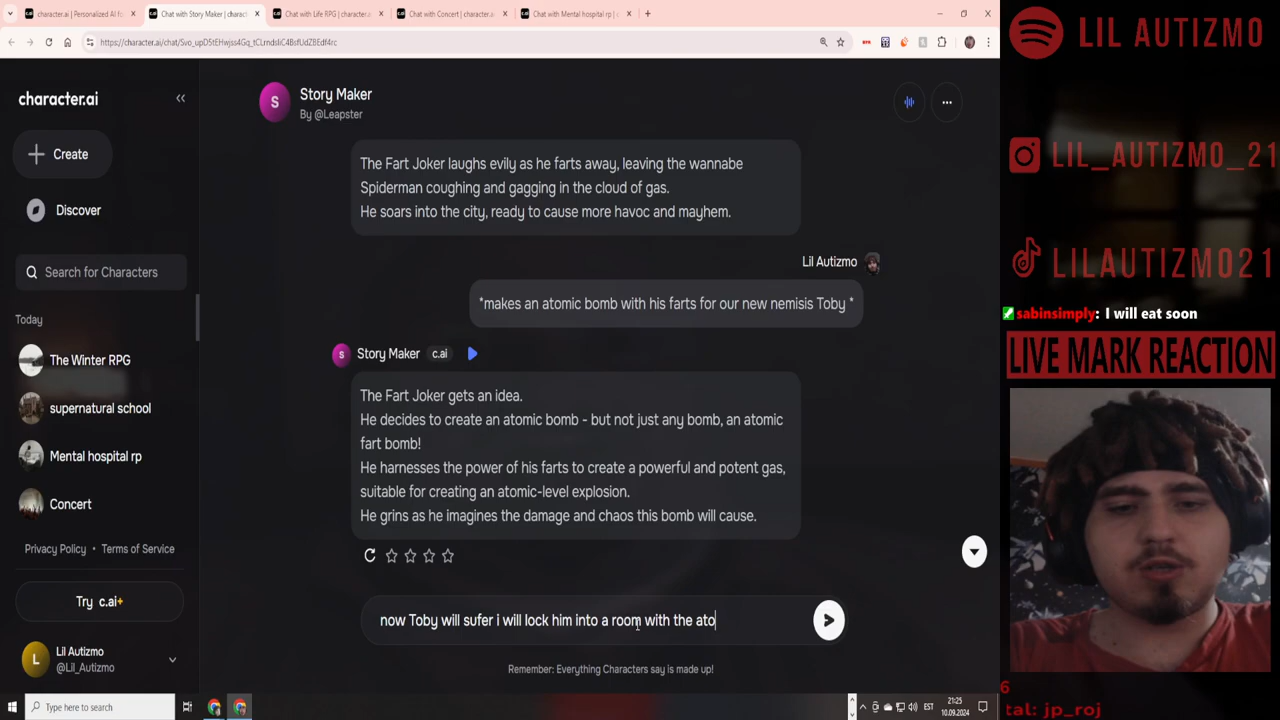 character.ai | Personalized AI fo
Chat with Story Maker | charact
Chat with Life RPG | character.a
Chat with Concert | character.a
Chat with Mental hospital rp | c
character.ai
Create
Discover
Search for Characters
Today
The Winter RPG
supernatural school
Mental hospital rp
Concert
Privacy Policy • Terms of Service
Try c.ai+
L
Lil Autizmo
@Lil_Autizmo
S
Story Maker
By @Leapster
The Fart Joker laughs evily as he farts away, leaving the wannabe
Spiderman coughing and gagging in the cloud of gas.
He soars into the city, ready to cause more havoc and mayhem.
Lil Autizmo
*makes an atomic bomb with his farts for our new nemisis Toby *
S
Story Maker c.ai
The Fart Joker gets an idea.
He decides to create an atomic bomb - but not just any bomb, an atomic
fart bomb!
He harnesses the power of his farts to create a powerful and potent gas,
suitable for creating an atomic-level explosion.
He grins as he imagines the damage and chaos this bomb will cause.
now Toby will sufer i will lock him into a room with the ato
Remember: Everything Characters say is made up!
Type here to search
EST
21:25
10.09.2024
LIL AUTIZMO
LIL_AUTIZMO_21
LILAUTIZMO21
sabinsimply: I will eat soon
LIVE MARK REACTION
6
tal: jp_roj